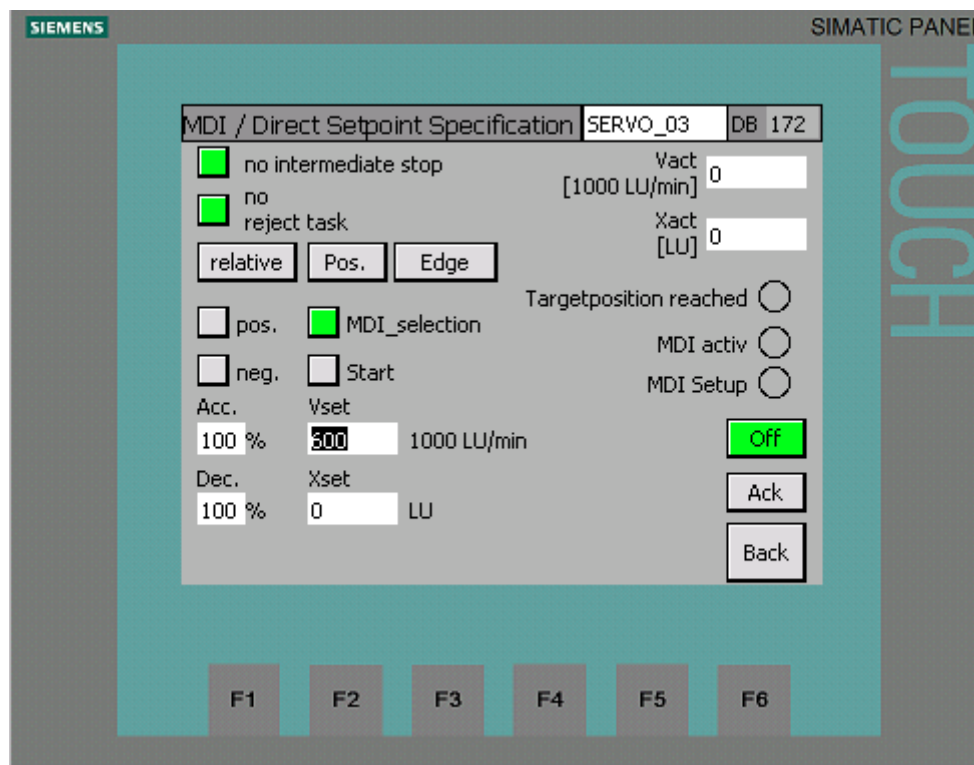 SIEMENS
SIMATIC PANEL
TOUCH
MDI / Direct Setpoint Specification SERVO_03 DB 172
no intermediate stop
Vact
[1000 LU/min] 0
no
reject task
Xact
[LU] 0
relative Pos. Edge
Targetposition reached
pos. MDI_selection
MDI activ
neg. Start
MDI Setup
Acc. Vset
100 % 600 1000 LU/min
Off
Dec. Xset
100 % 0 LU
Ack
Back
F1 F2 F3 F4 F5 F6